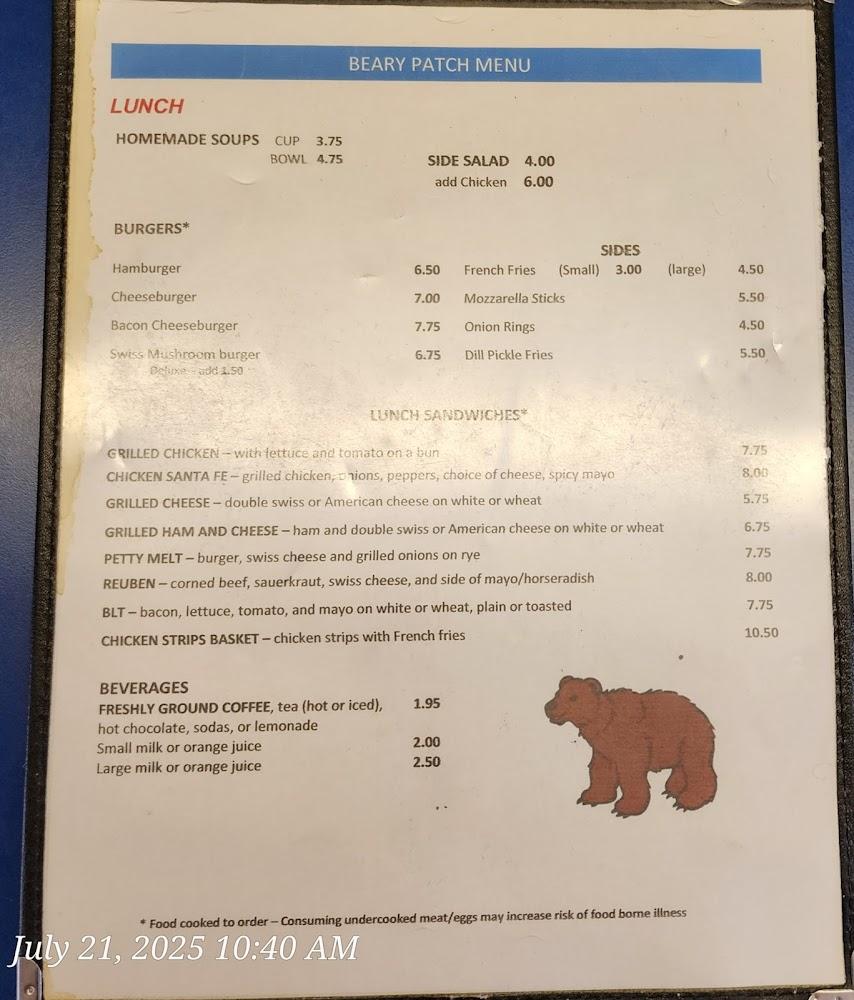 BEARY PATCH MENU
LUNCH
HOMEMADE SOUPS CUP 3.75
BOWL 4.75
SIDE SALAD 4.00
add Chicken 6.00
BURGERS*
Hamburger 6.50
Cheeseburger 7.00
Bacon Cheeseburger 7.75
Swiss Mushroom burger 6.75
Deluxe - add 1.50
SIDES
French Fries (Small) 3.00 (large) 4.50
Mozzarella Sticks 5.50
Onion Rings 4.50
Dill Pickle Fries 5.50
LUNCH SANDWICHES*
GRILLED CHICKEN – with lettuce and tomato on a bun 7.75
CHICKEN SANTA FE – grilled chicken, onions, peppers, choice of cheese, spicy mayo 8.00
GRILLED CHEESE – double swiss or American cheese on white or wheat 5.75
GRILLED HAM AND CHEESE – ham and double swiss or American cheese on white or wheat 6.75
PETTY MELT – burger, swiss cheese and grilled onions on rye 7.75
REUBEN – corned beef, sauerkraut, swiss cheese, and side of mayo/horseradish 8.00
BLT – bacon, lettuce, tomato, and mayo on white or wheat, plain or toasted 7.75
CHICKEN STRIPS BASKET – chicken strips with French fries 10.50
BEVERAGES
FRESHLY GROUND COFFEE, tea (hot or iced), 1.95
hot chocolate, sodas, or lemonade
Small milk or orange juice 2.00
Large milk or orange juice 2.50
* Food cooked to order – Consuming undercooked meat/eggs may increase risk of food borne illness
July 21, 2025 10:40 AM